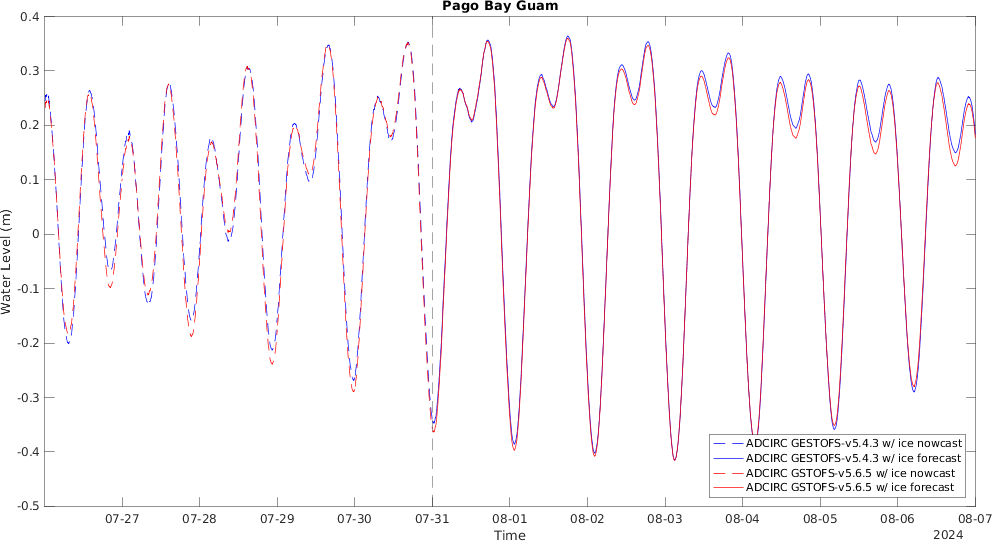 Pago Bay Guam
0.4
0.3
0.2
0.1
0
-0.1
-0.2
-0.3
-0.4
-0.5
Water Level (m)
ADCIRC GESTOFS-v5.4.3 w/ ice nowcast
ADCIRC GESTOFS-v5.4.3 w/ ice forecast
ADCIRC GSTOFS-v5.6.5 w/ ice nowcast
ADCIRC GSTOFS-v5.6.5 w/ ice forecast
07-27 07-28 07-29 07-30 07-31 08-01 08-02 08-03 08-04 08-05 08-06 08-07
Time
2024